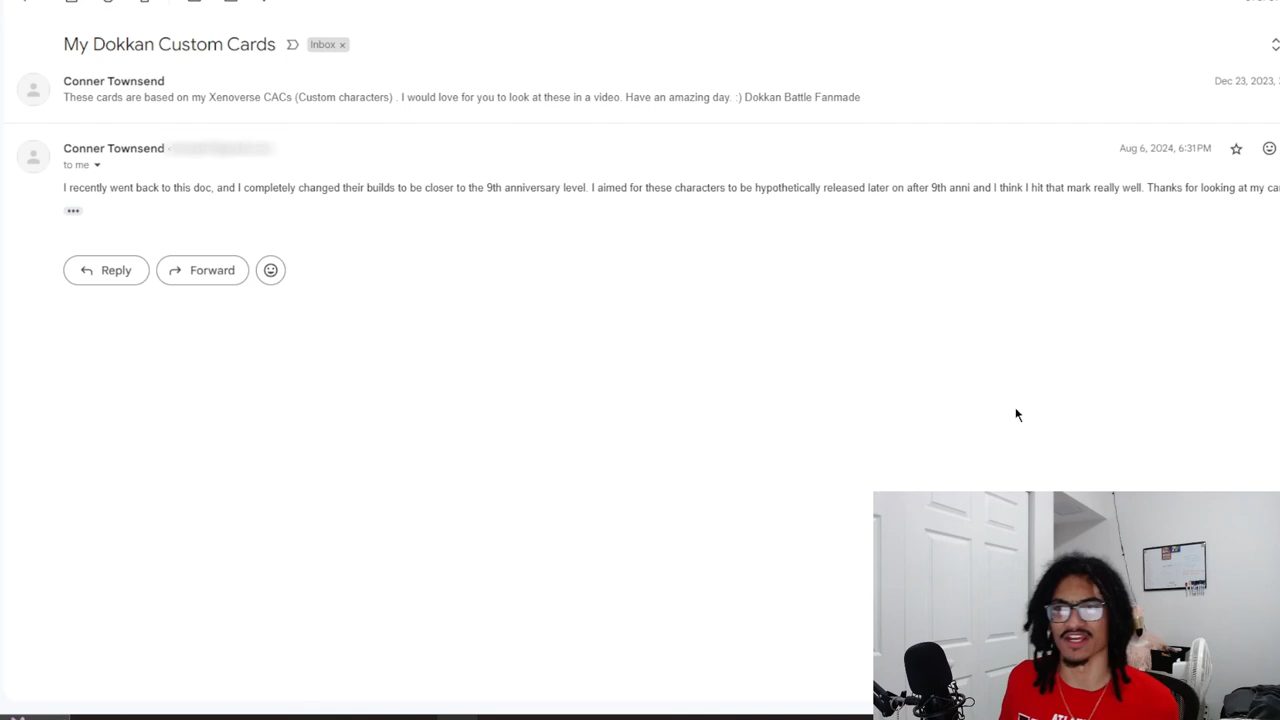 My Dokkan Custom Cards Inbox x
Conner Townsend
Dec 23, 2023,
These cards are based on my Xenoverse CACs (Custom characters) . I would love for you to look at these in a video. Have an amazing day. :) Dokkan Battle Fanmade
Conner Townsend
Aug 6, 2024, 6:31 PM
to me
I recently went back to this doc, and I completely changed their builds to be closer to the 9th anniversary level. I aimed for these characters to be hypothetically released later on after 9th anni and I think I hit that mark really well. Thanks for looking at my
Reply Forward